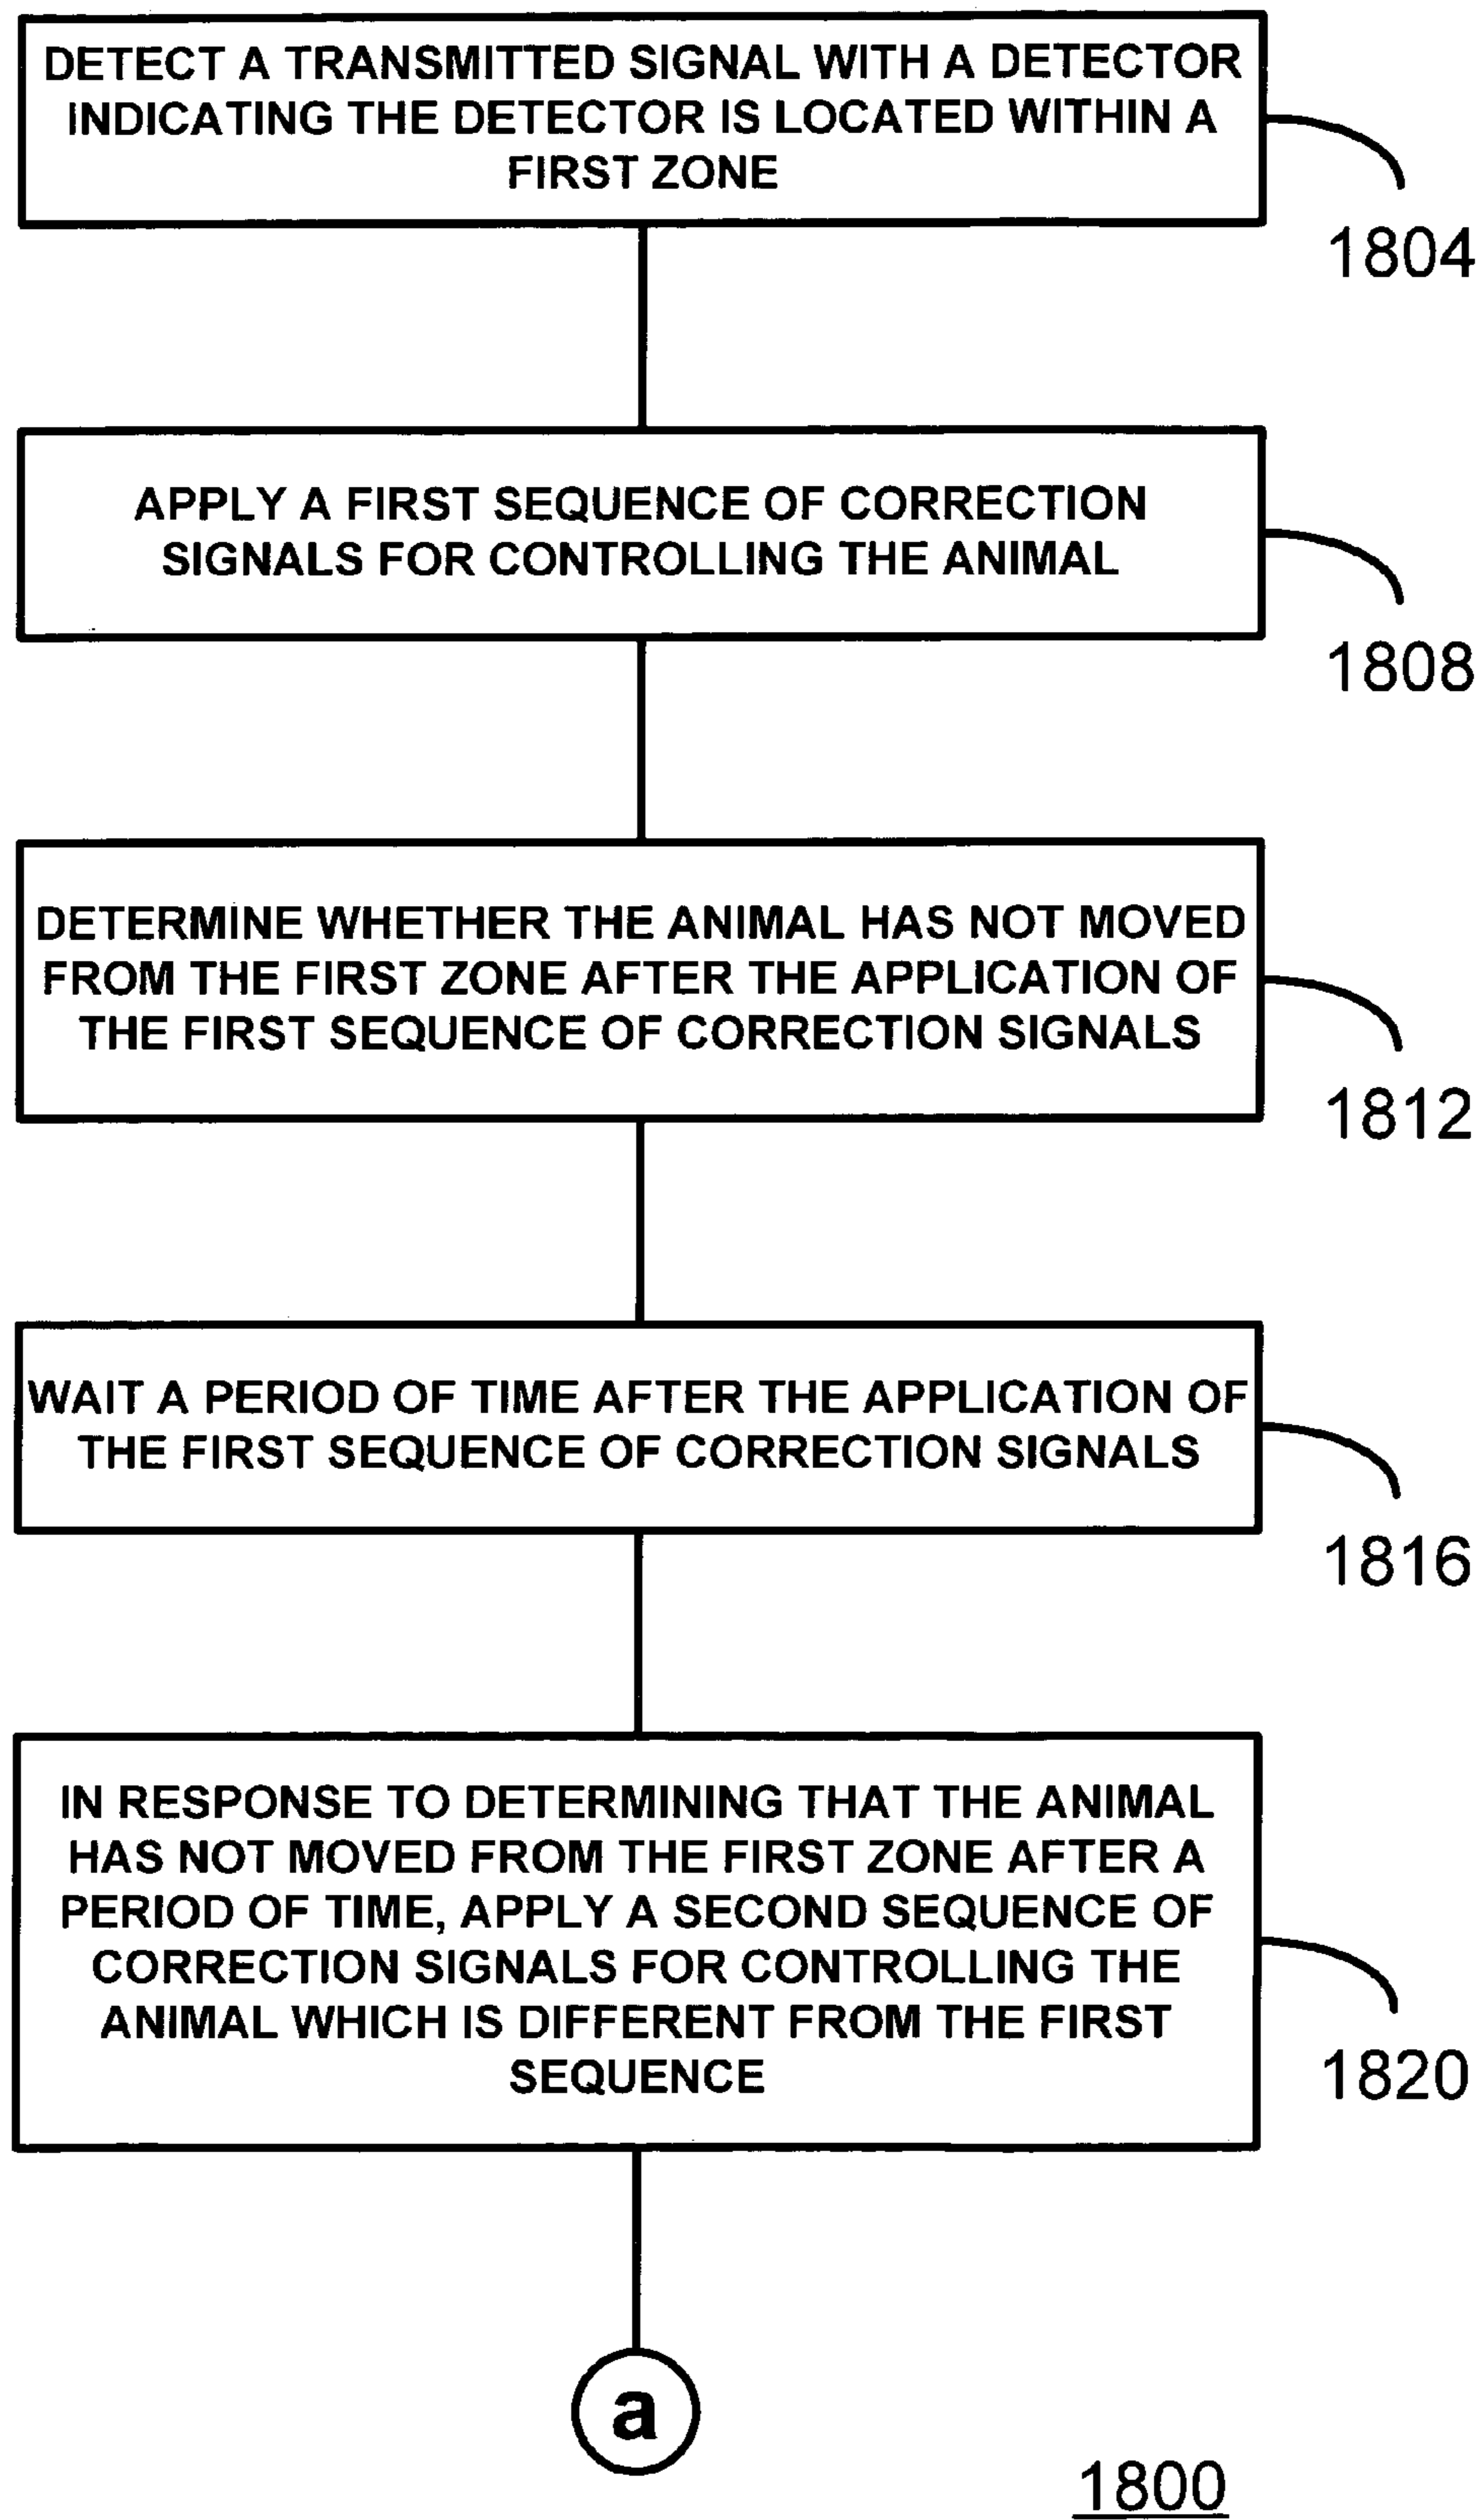 DETECT A TRANSMITTED SIGNAL WITH A DETECTOR
INDICATING THE DETECTOR IS LOCATED WITHIN A
FIRST ZONE
1804
APPLY A FIRST SEQUENCE OF CORRECTION
SIGNALS FOR CONTROLLING THE ANIMAL
1808
DETERMINE WHETHER THE ANIMAL HAS NOT MOVED
FROM THE FIRST ZONE AFTER THE APPLICATION OF
THE FIRST SEQUENCE OF CORRECTION SIGNALS
1812
WAIT A PERIOD OF TIME AFTER THE APPLICATION OF
THE FIRST SEQUENCE OF CORRECTION SIGNALS
1816
IN RESPONSE TO DETERMINING THAT THE ANIMAL
HAS NOT MOVED FROM THE FIRST ZONE AFTER A
PERIOD OF TIME, APPLY A SECOND SEQUENCE OF
CORRECTION SIGNALS FOR CONTROLLING THE
ANIMAL WHICH IS DIFFERENT FROM THE FIRST
SEQUENCE
1820
a
1800